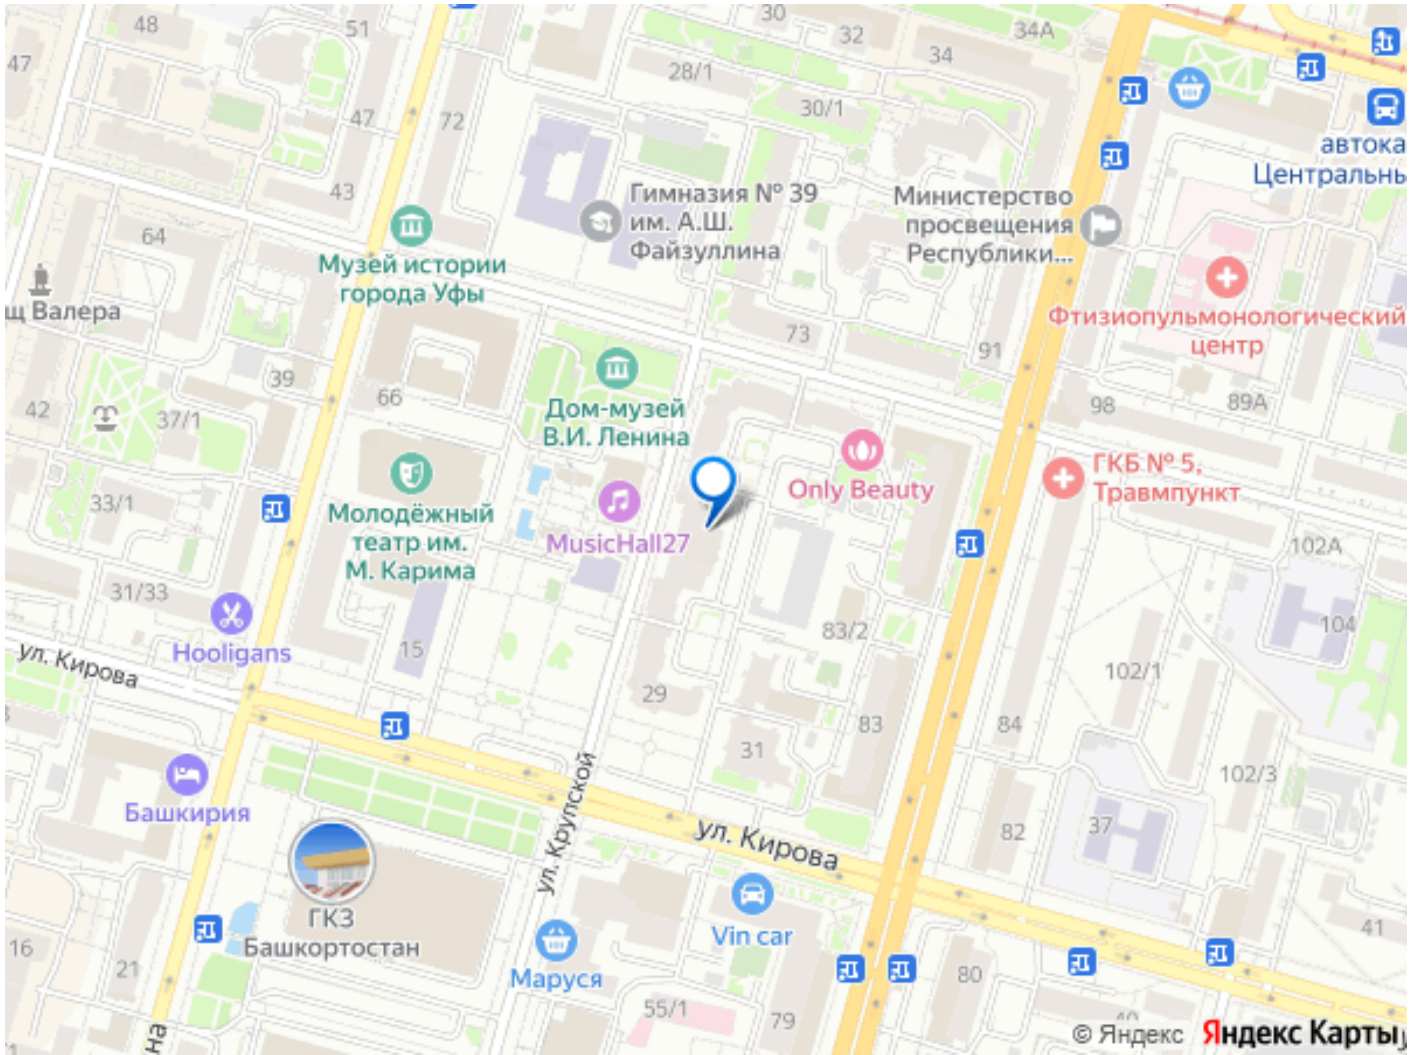 48
51
30
32
34
34А
47
28/1
30/1
47
72
автока
Центральнь
43
Гимназия № 39
им. А.Ш.
Файзуллина
Министерство
просвещения
Республики...
64
Музей истории
города Уфы
щ Валера
Фтизиопульмонологический
центр
73
91
39
66
42
37/1
98
89А
Дом-музей
В.И. Ленина
ГКБ № 5,
Травмпункт
Only Beauty
33/1
Молодёжный
театр им.
М. Карима
MusicHall27
102А
31/33
83/2
104
Hooligans
15
ул. Кирова
102/1
29
83
84
31
102/3
Башкирия
ул. Крупской
ул. Кирова
82
37
ГКЗ
Башкортостан
Vin car
41
16
21
Маруся
80
55/1
79
на
© Яндекс
Яндекс Карты